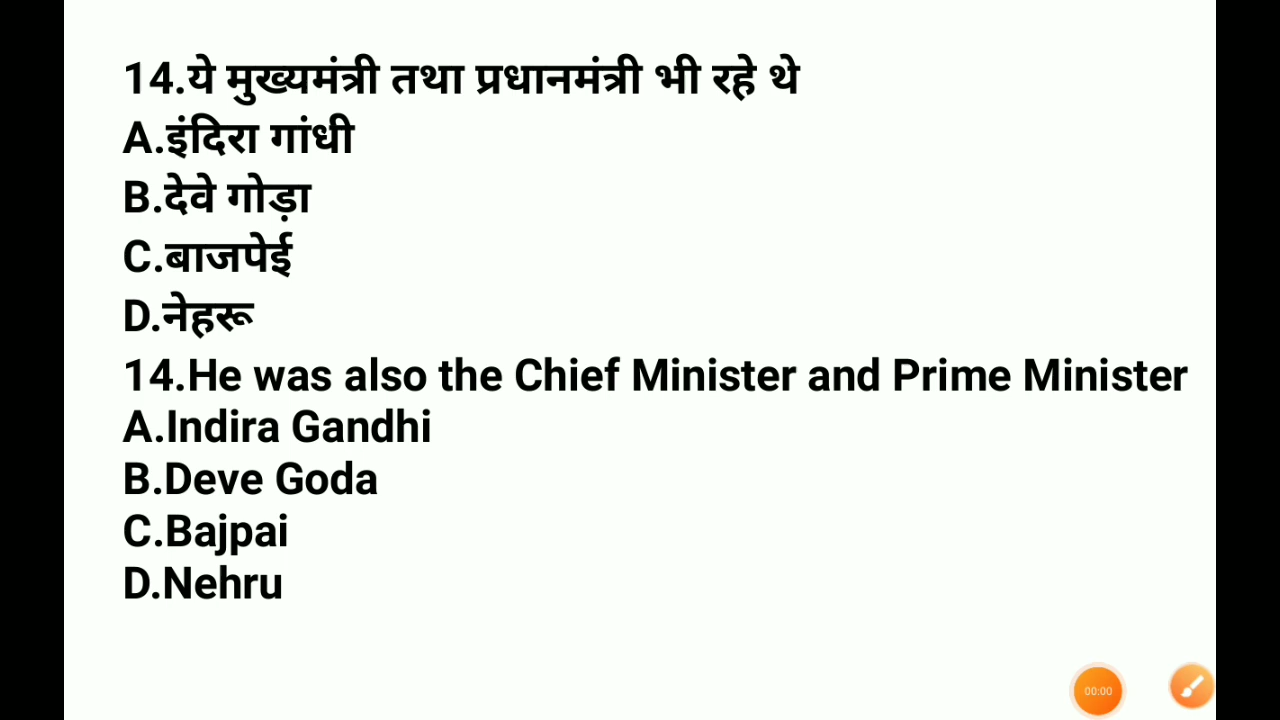 14.ये मुख्यमंत्री तथा प्रधानमंत्री भी रहे थे
A.इंदिरा गांधी
B.देवे गोड़ा
C.बाजपेई
D.नेहरू
14.He was also the Chief Minister and Prime Minister
A.Indira Gandhi
B.Deve Goda
C.Bajpai
D.Nehru
00:00